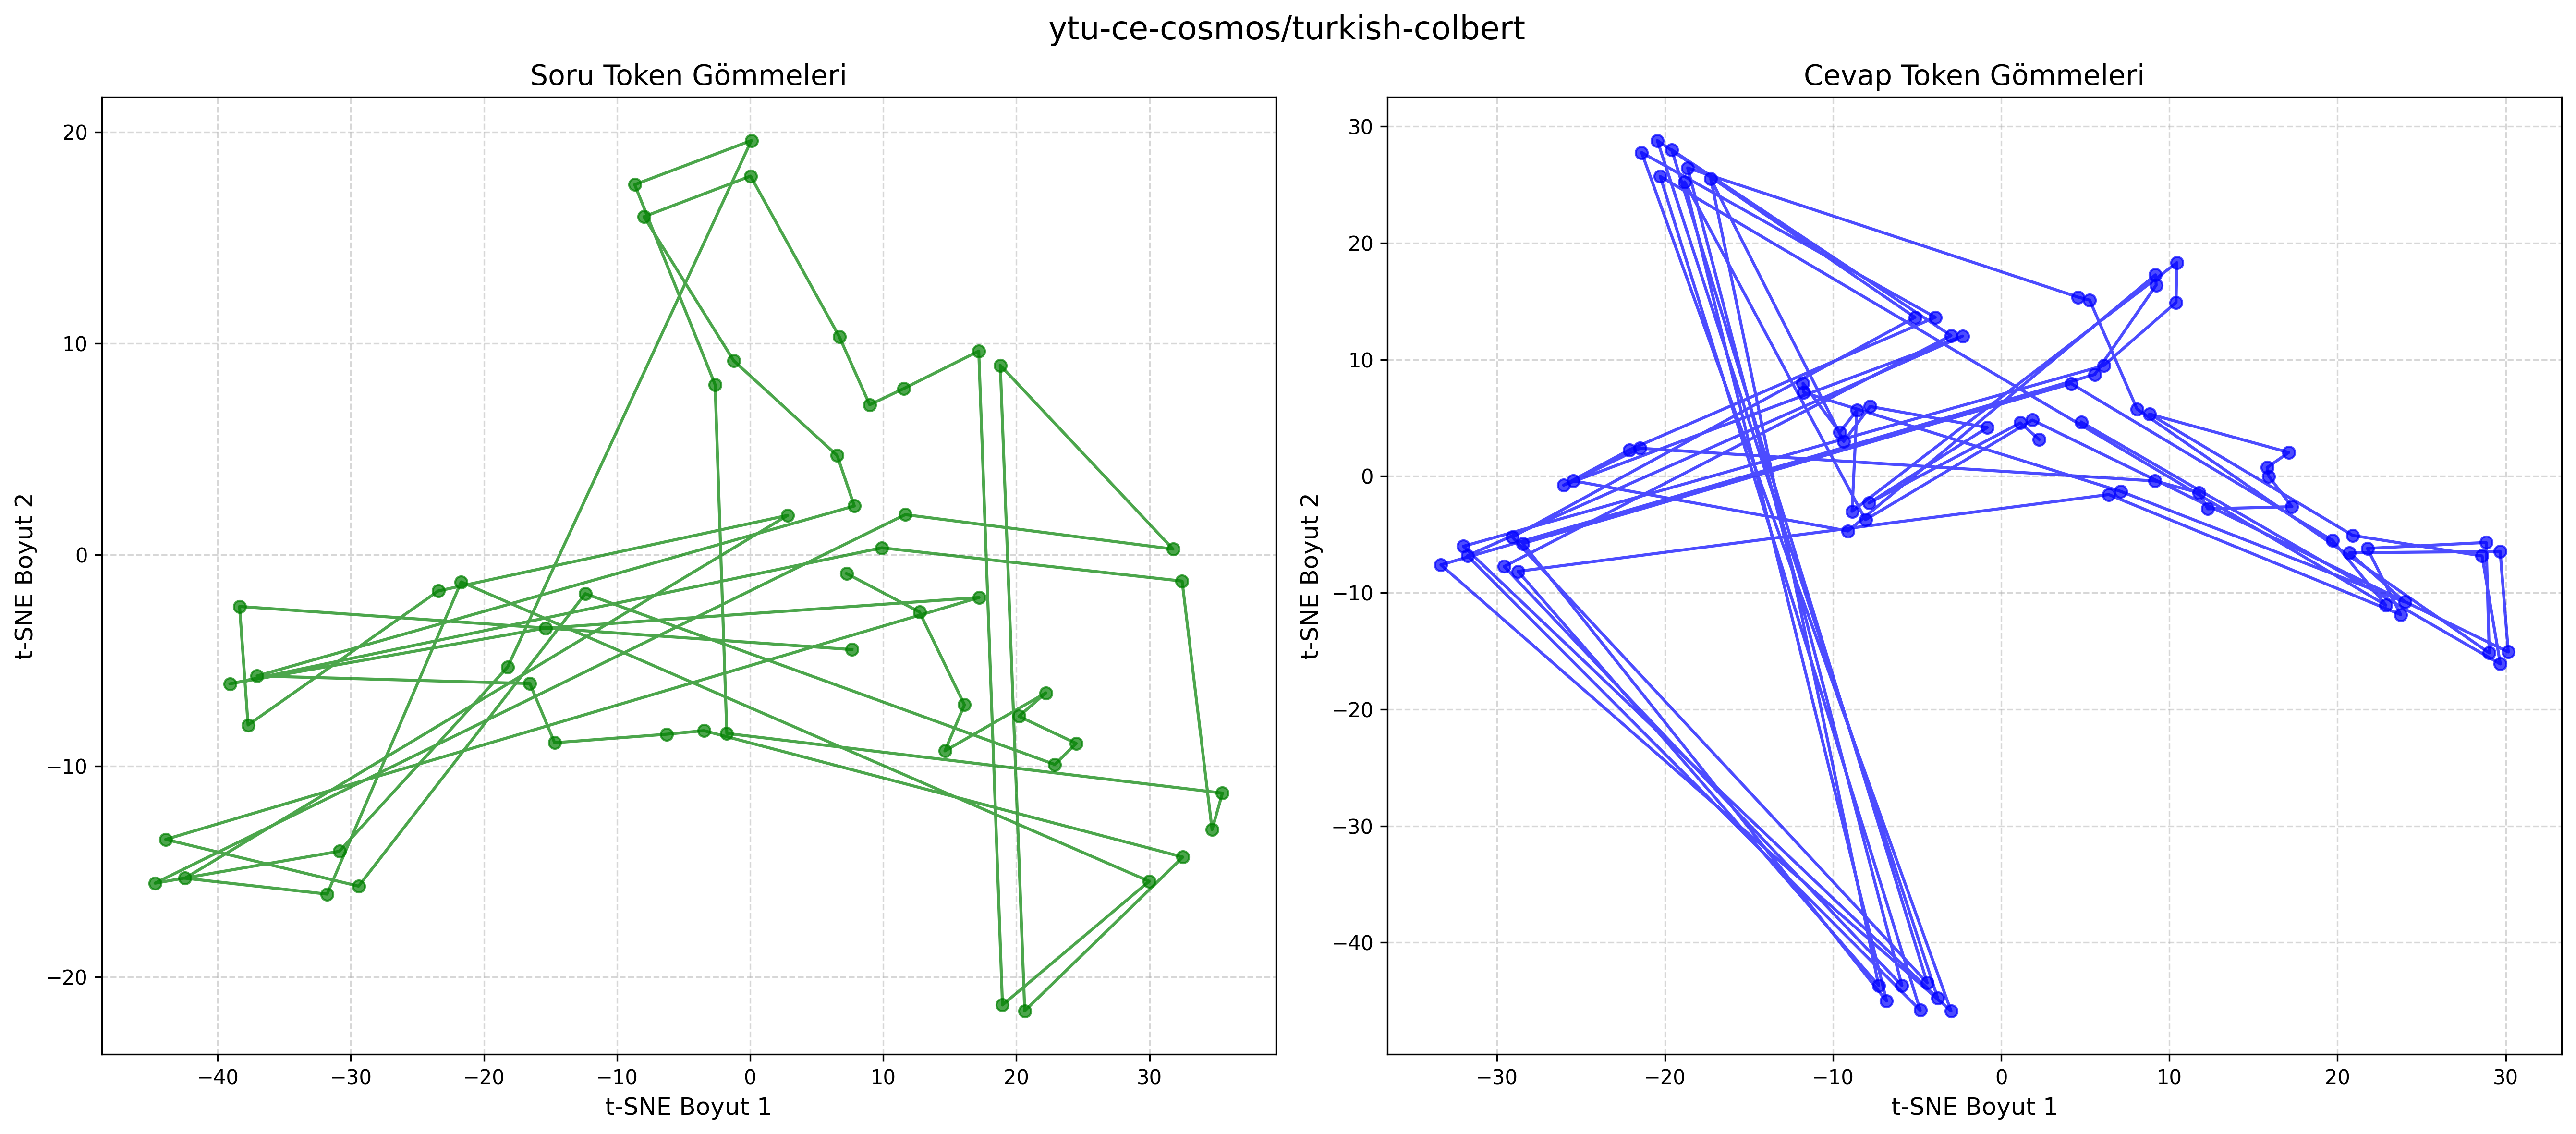 ytu-ce-cosmos/turkish-colbert
Soru Token Gömmeleri
20
10
0
−10
−20
t-SNE Boyut 2
−40 −30 −20 −10 0 10 20 30
t-SNE Boyut 1
Cevap Token Gömmeleri
30
20
10
0
−10
−20
−30
−40
t-SNE Boyut 2
−30 −20 −10 0 10 20 30
t-SNE Boyut 1